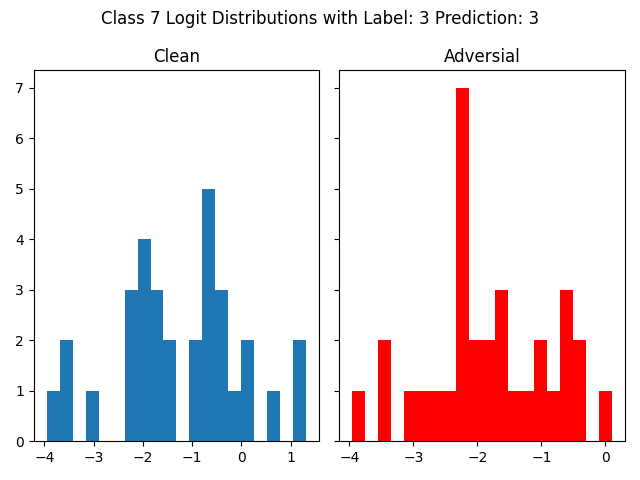 Class 7 Logit Distributions with Label: 3 Prediction: 3
Clean
Adversial
7
6
5
4
3
2
1
0
−4 −3 −2 −1 0 1
−4 −3 −2 −1 0